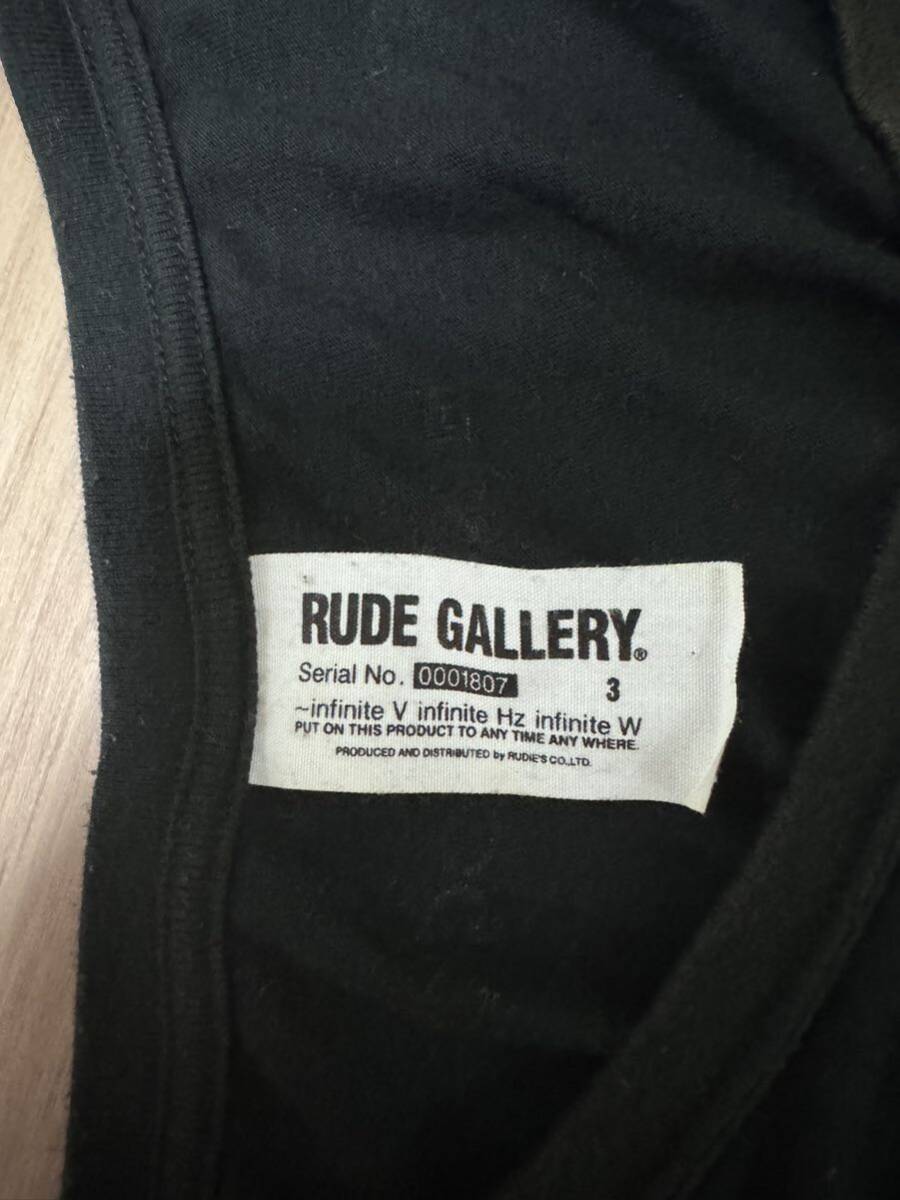 RUDE GALLERY®
Serial No. 0001807 3
~infinite V infinite Hz infinite W
PUT ON THIS PRODUCT TO ANY TIME ANY WHERE.
PRODUCED AND DISTRIBUTED by RUDIE'S CO.,LTD.